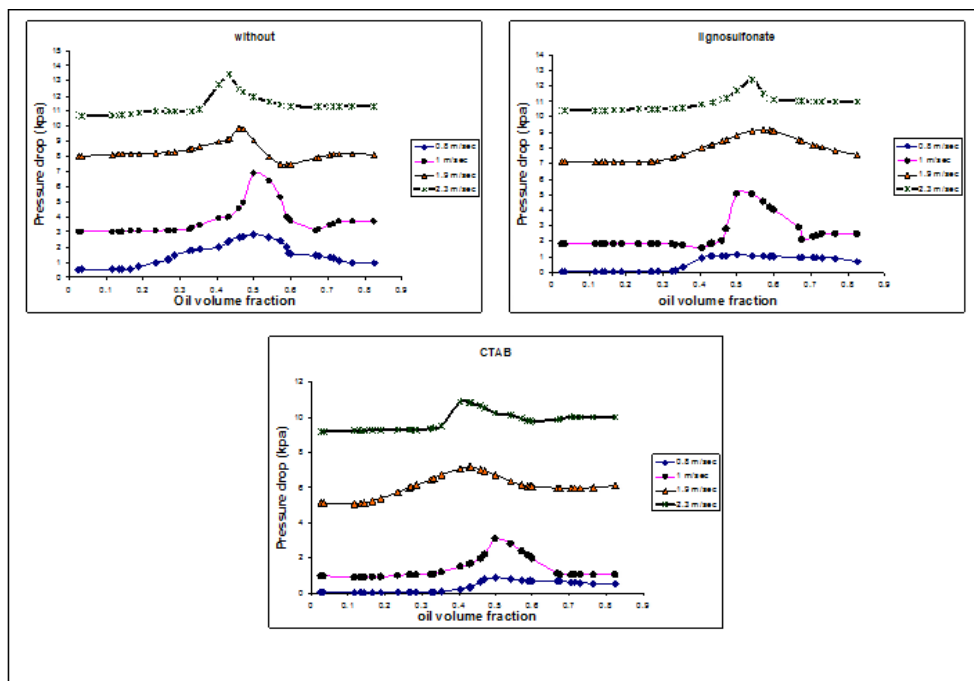 without
Pressure drop (kpa)
15
14
13
12
11
10
9
8
7
6
5
4
3
2
1
0
0 0.1 0.2 0.3 0.4 0.5 0.6 0.7 0.8 0.9
Oil volume fraction
0.8 m/sec
1 m/sec
1.9 m/sec
2.3 m/sec
lignosulfonate
Pressure drop (kpa)
14
13
12
11
10
9
8
7
6
5
4
3
2
1
0
0 0.1 0.2 0.3 0.4 0.5 0.6 0.7 0.8 0.9
oil volume fraction
0.8 m/sec
1 m/sec
1.9 m/sec
2.3 m/sec
CTAB
Pressure drop (kpa)
12
10
8
6
4
2
0
0 0.1 0.2 0.3 0.4 0.5 0.6 0.7 0.8 0.9
oil volume fraction
0.8 m/sec
1 m/sec
1.9 m/sec
2.3 m/sec